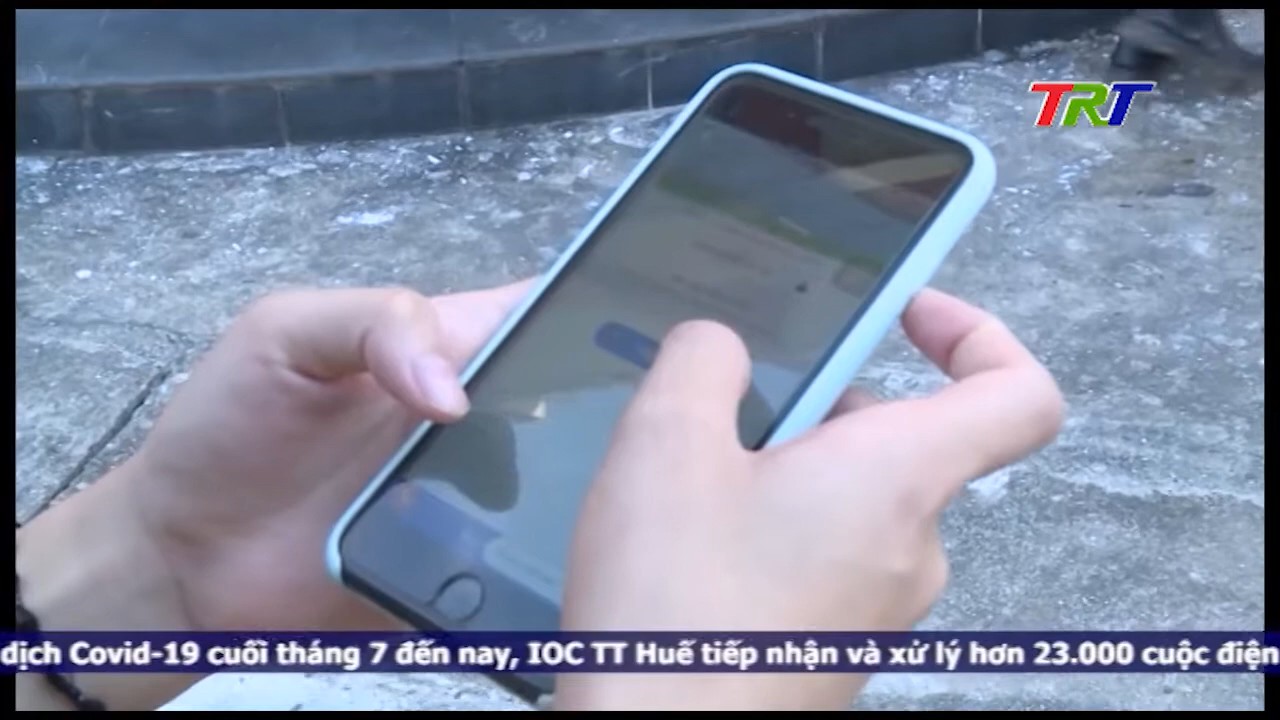 TRT
dịch Covid-19 cuối tháng 7 đến nay, IOC TT Huế tiếp nhận và xử lý hơn 23.000 cuộc điện